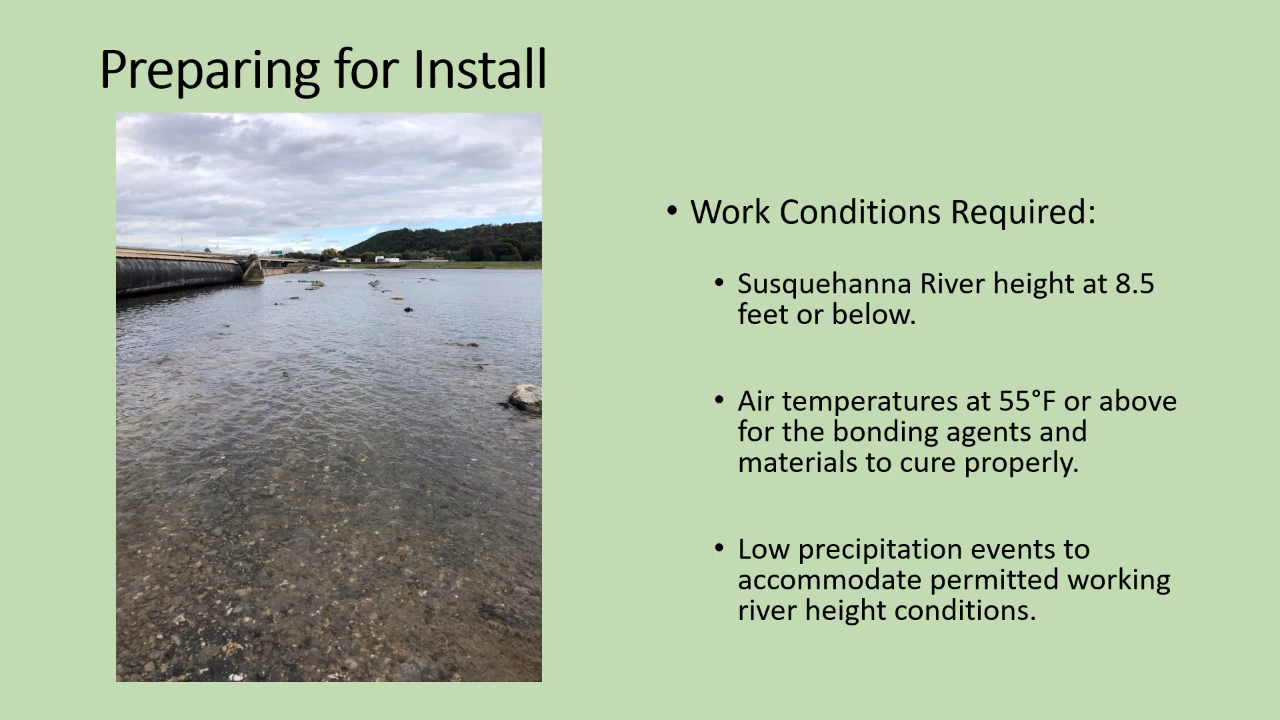 Preparing for Install
• Work Conditions Required:
• Susquehanna River height at 8.5
feet or below.
• Air temperatures at 55°F or above
for the bonding agents and
materials to cure properly.
• Low precipitation events to
accommodate permitted working
river height conditions.